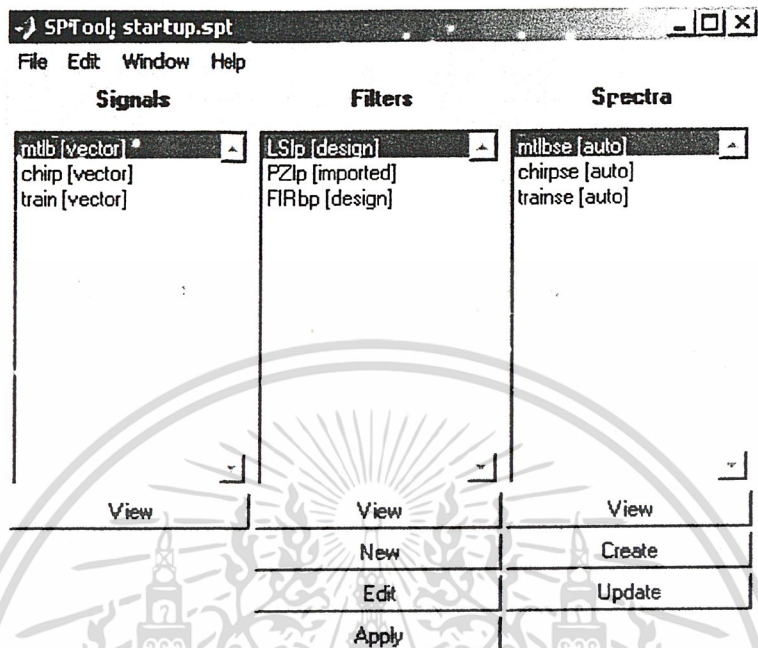 SPTool: startup.spt
File Edit Window Help
Signals Filters Spectra
mtlb [vector]
chirp [vector]
train [vector]
LSlp [design]
PZlp [imported]
FIRbp [design]
mtlbse [auto]
chirpse [auto]
trainse [auto]
View View View
New Create
Edit Update
Apply